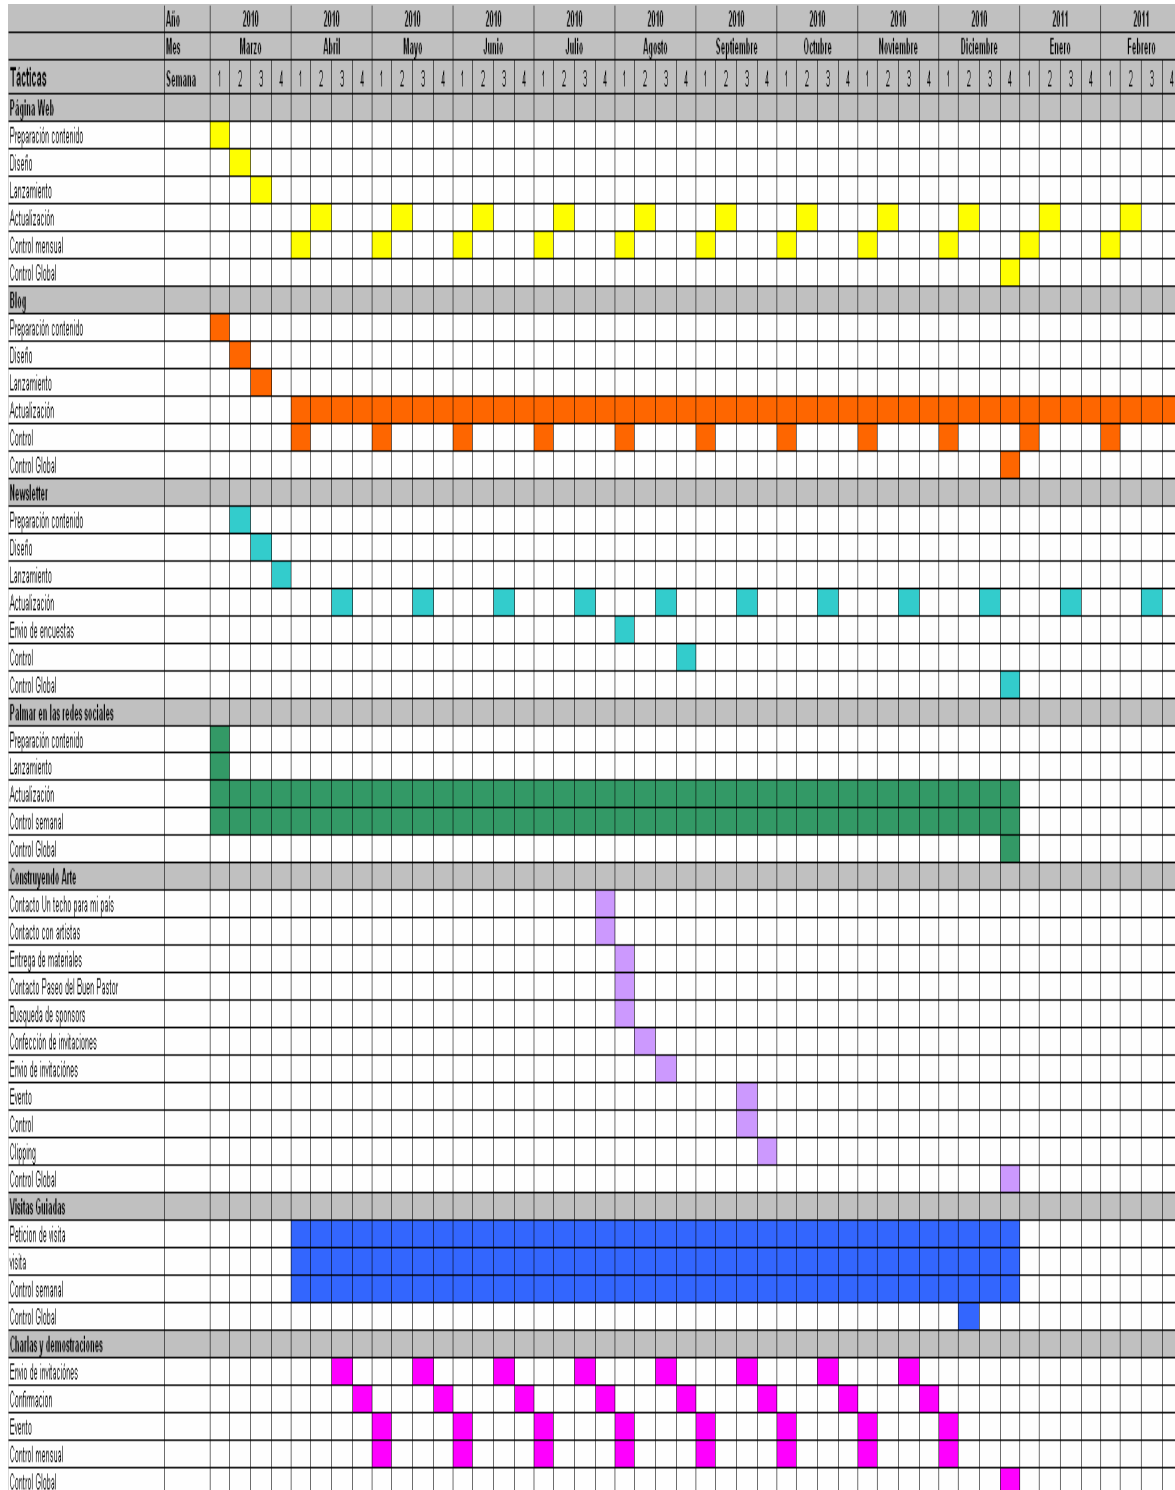 Año 2010 2010 2010 2010 2010 2010 2010 2010 2010 2010 2011 2011
Mes Marzo Abril Mayo Junio Julio Agosto Septiembre Octubre Noviembre Diciembre Enero Febrero
Tácticas Semana 1 2 3 4 1 2 3 4 1 2 3 4 1 2 3 4 1 2 3 4 1 2 3 4 1 2 3 4 1 2 3 4 1 2 3 4 1 2 3 4 1 2 3 4 1 2 3 4
Página Web
Preparación contenido
Diseño
Lanzamiento
Actualización
Control mensual
Control Global
Blog
Preparación contenido
Diseño
Lanzamiento
Actualización
Control
Control Global
Newsletter
Preparación contenido
Diseño
Lanzamiento
Actualización
Envio de encuestas
Control
Control Global
Palmar en las redes sociales
Preparación contenido
Lanzamiento
Actualización
Control semanal
Control Global
Construyendo Arte
Contacto Un techo para mi país
Contacto con artistas
Entrega de materiales
Contacto Paseo del Buen Pastor
Busqueda de sponsors
Confección de invitaciones
Envio de invitaciónes
Evento
Control
Clipping
Control Global
Visitas Guiadas
Peticion de visita
visita
Control semanal
Control Global
Charlas y demostraciones
Envio de invitaciónes
Confirmacion
Evento
Control mensual
Control Global